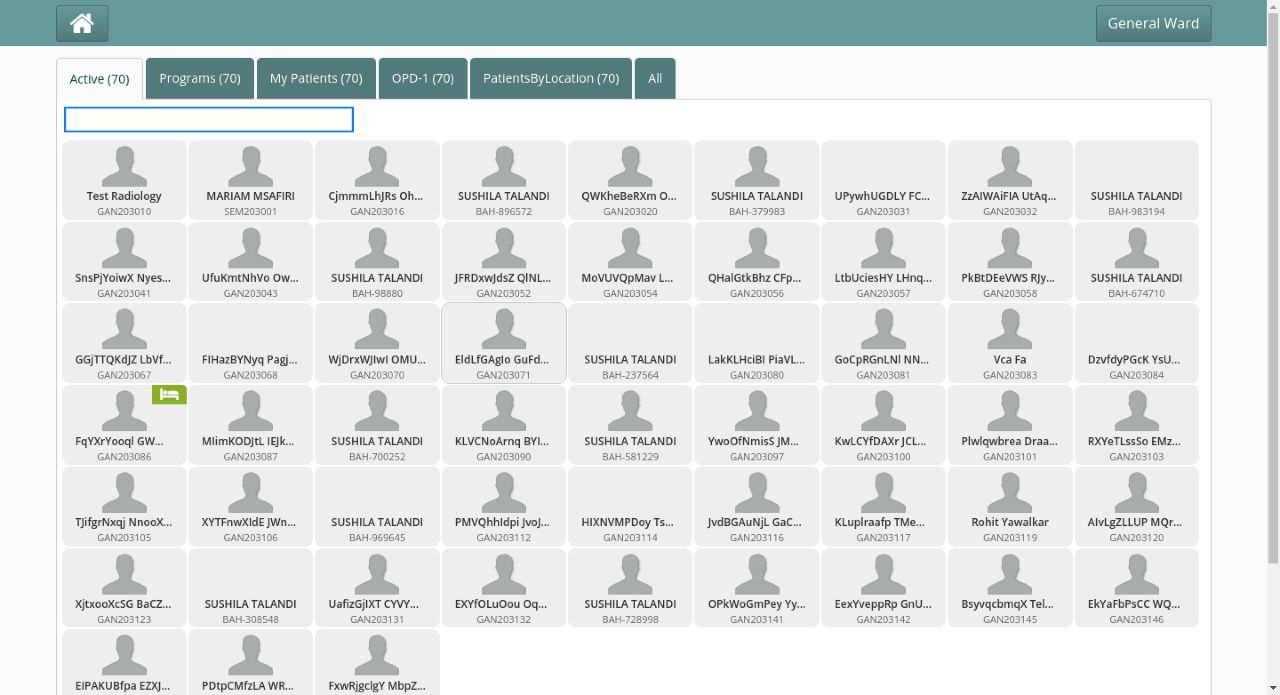 General Ward
Active (70)
Programs (70)
My Patients (70)
OPD-1 (70)
PatientsByLocation (70)
All
Test Radiology
GAN203010
MARIAM MSAFIRI
SEM203001
CjmmmLhJRs Oh...
GAN203016
SUSHILA TALANDI
BAH-896572
QWKheBeRXm O...
GAN203020
SUSHILA TALANDI
BAH-379983
UPywhUGDLY FC...
GAN203031
ZzAIWAiFIA UtAq...
GAN203032
SUSHILA TALANDI
BAH-983194
SnsPjYoiwX Nyes...
GAN203041
UfuKmtNhVo Ow...
GAN203043
SUSHILA TALANDI
BAH-98880
JFRDxwJdsZ QlNL...
GAN203052
MoVUVQpMav L...
GAN203054
QHalGtkBhz CFp...
GAN203056
LtbUciesHY LHnq...
GAN203057
PkBtDEeVWS RJy...
GAN203058
SUSHILA TALANDI
BAH-674710
GGjTTQKdJZ LbVf...
GAN203067
FIHazBYNyq Pagj...
GAN203068
WjDrxWJIwI OMU...
GAN203070
EldLfGAgIo GuFd...
GAN203071
SUSHILA TALANDI
BAH-237564
LakKLHciBI PiaVL...
GAN203080
GoCpRGnLNl NN...
GAN203081
Vca Fa
GAN203083
DzvfdyPGcK YsU...
GAN203084
FqYXrYooql GW...
GAN203086
MIimKODJtL IEJk...
GAN203087
SUSHILA TALANDI
BAH-700252
KLVCNoArnq BYI...
GAN203090
SUSHILA TALANDI
BAH-581229
YwoOfNmisS JM...
GAN203097
KwLCYfDAXr JCL...
GAN203100
Plwlqwbrea Draa...
GAN203101
RXYeTLssSo EMz...
GAN203103
TJifgrNxqj NnooX...
GAN203105
XYTFnwXIdE JWn...
GAN203106
SUSHILA TALANDI
BAH-969645
PMVQhhIdpi JvoJ...
GAN203112
HIXNVMPDoy Ts...
GAN203114
JvdBGAuNjL GaC...
GAN203116
KLuplraafp TMe...
GAN203117
Rohit Yawalkar
GAN203119
AIvLgZLLUP MQr...
GAN203120
XjtxooXcSG BaCZ...
GAN203123
SUSHILA TALANDI
BAH-308548
UafizGjIXT CYVY...
GAN203131
EXYfOLuOou Oq...
GAN203132
SUSHILA TALANDI
BAH-728998
OPkWoGmPey Yy...
GAN203141
EexYveppRp GnU...
GAN203142
BsyvqcbmqX Tel...
GAN203145
EkYaFbPsCC WQ...
GAN203146
EIPAKUBfpa EZXJ...
PDtpCMfzLA WR...
FxwRjgclgY MbpZ...